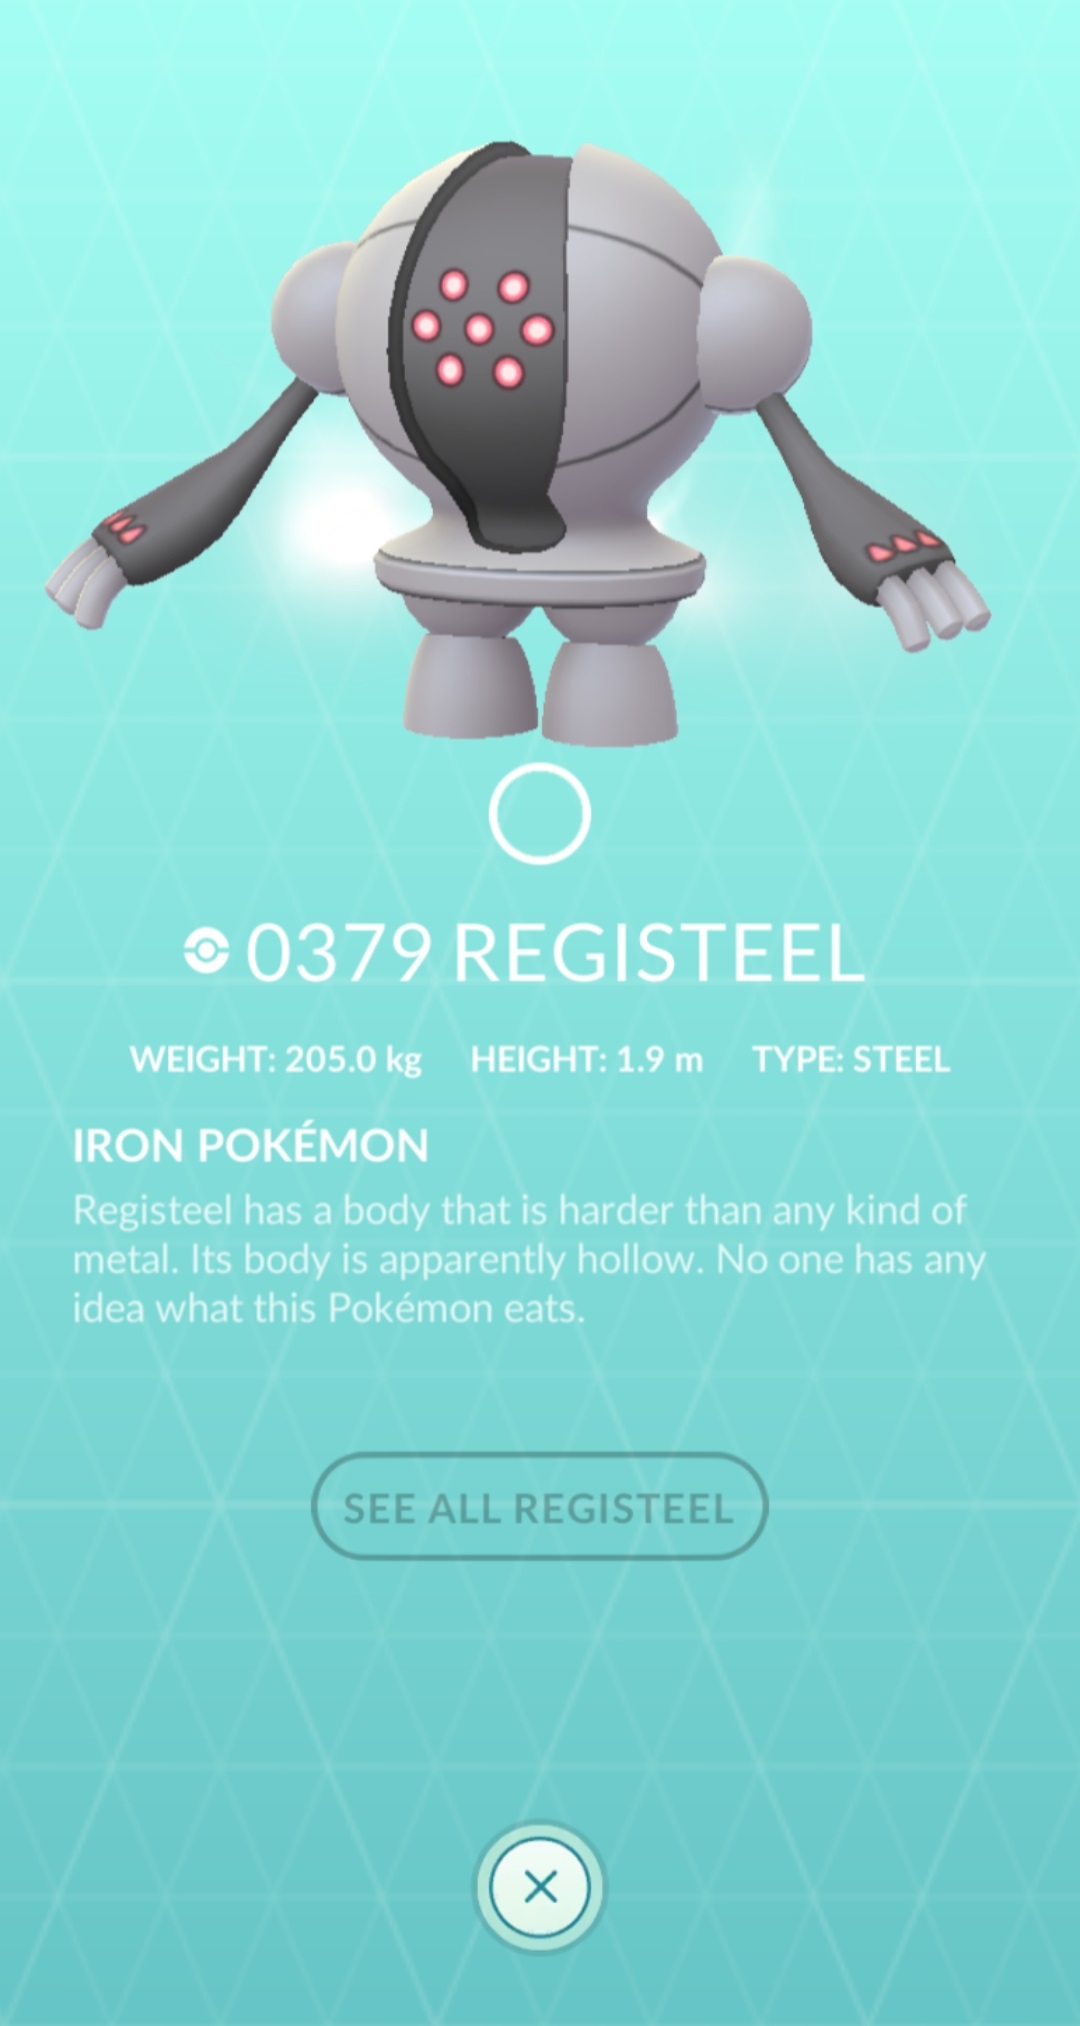 0379 REGISTEEL
WEIGHT: 205.0 kg HEIGHT: 1.9 m TYPE: STEEL
IRON POKÉMON
Registeel has a body that is harder than any kind of
metal. Its body is apparently hollow. No one has any
idea what this Pokémon eats.
SEE ALL REGISTEEL